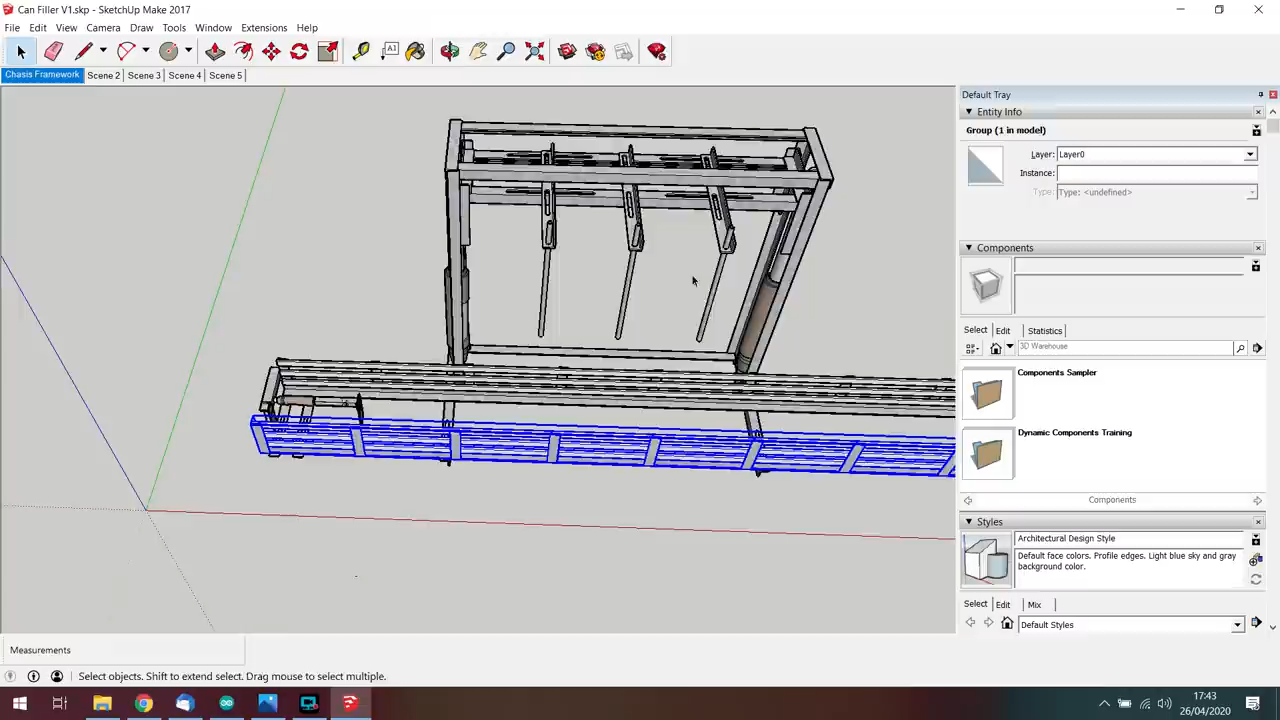 Can Filler V1.skp - SketchUp Make 2017
File Edit View Camera Draw Tools Window Extensions Help
Chasis Framework Scene 2 Scene 3 Scene 4 Scene 5
Default Tray
Entity Info
Group (1 in model)
Layer: Layer0
Instance:
Type: Type: <undefined>
Components
Select Edit Statistics
3D Warehouse
Components Sampler
Dynamic Components Training
Components
Styles
Architectural Design Style
Default face colors. Profile edges. Light blue sky and gray background color.
Select Edit Mix
Default Styles
Measurements
Select objects. Shift to extend select. Drag mouse to select multiple.
17:43
26/04/2020